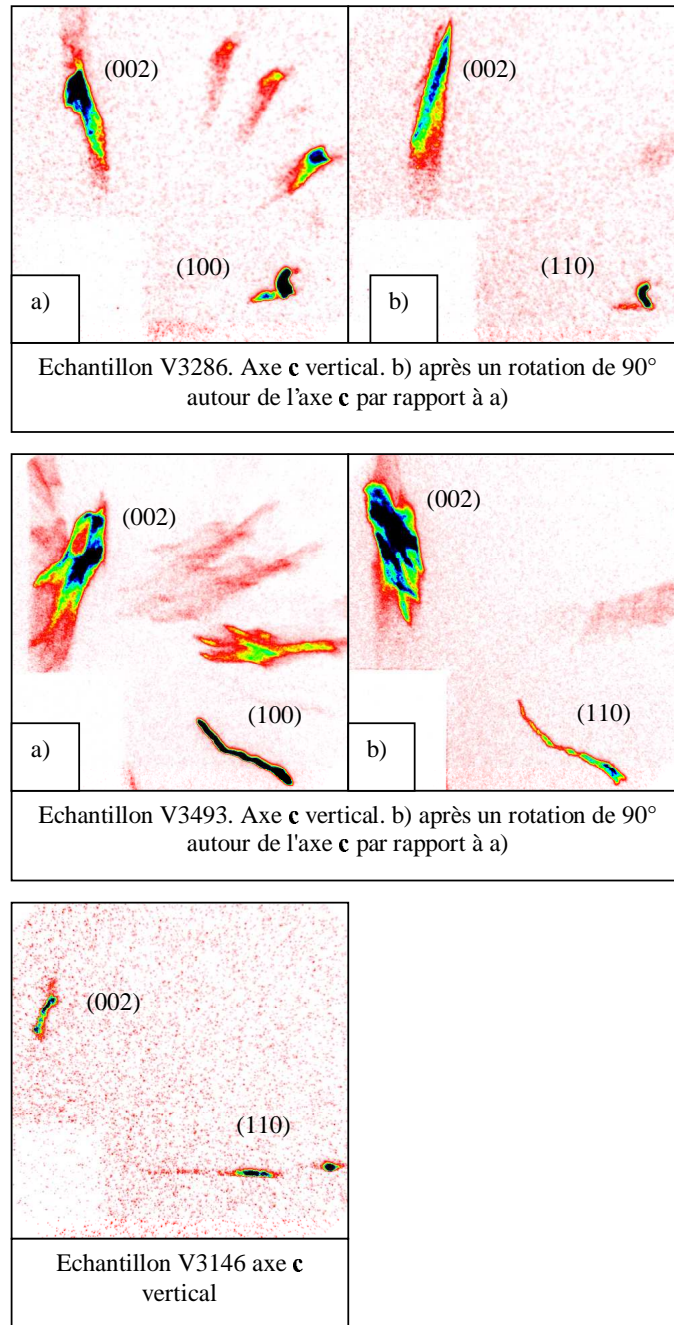 (002)
(002)
(100)
(110)
a)
b)
Echantillon V3286. Axe c vertical. b) après un rotation de 90°
autour de l’axe c par rapport à a)
(002)
(002)
(100)
(110)
a)
b)
Echantillon V3493. Axe c vertical. b) après un rotation de 90°
autour de l'axe c par rapport à a)
(002)
(110)
Echantillon V3146 axe c
vertical